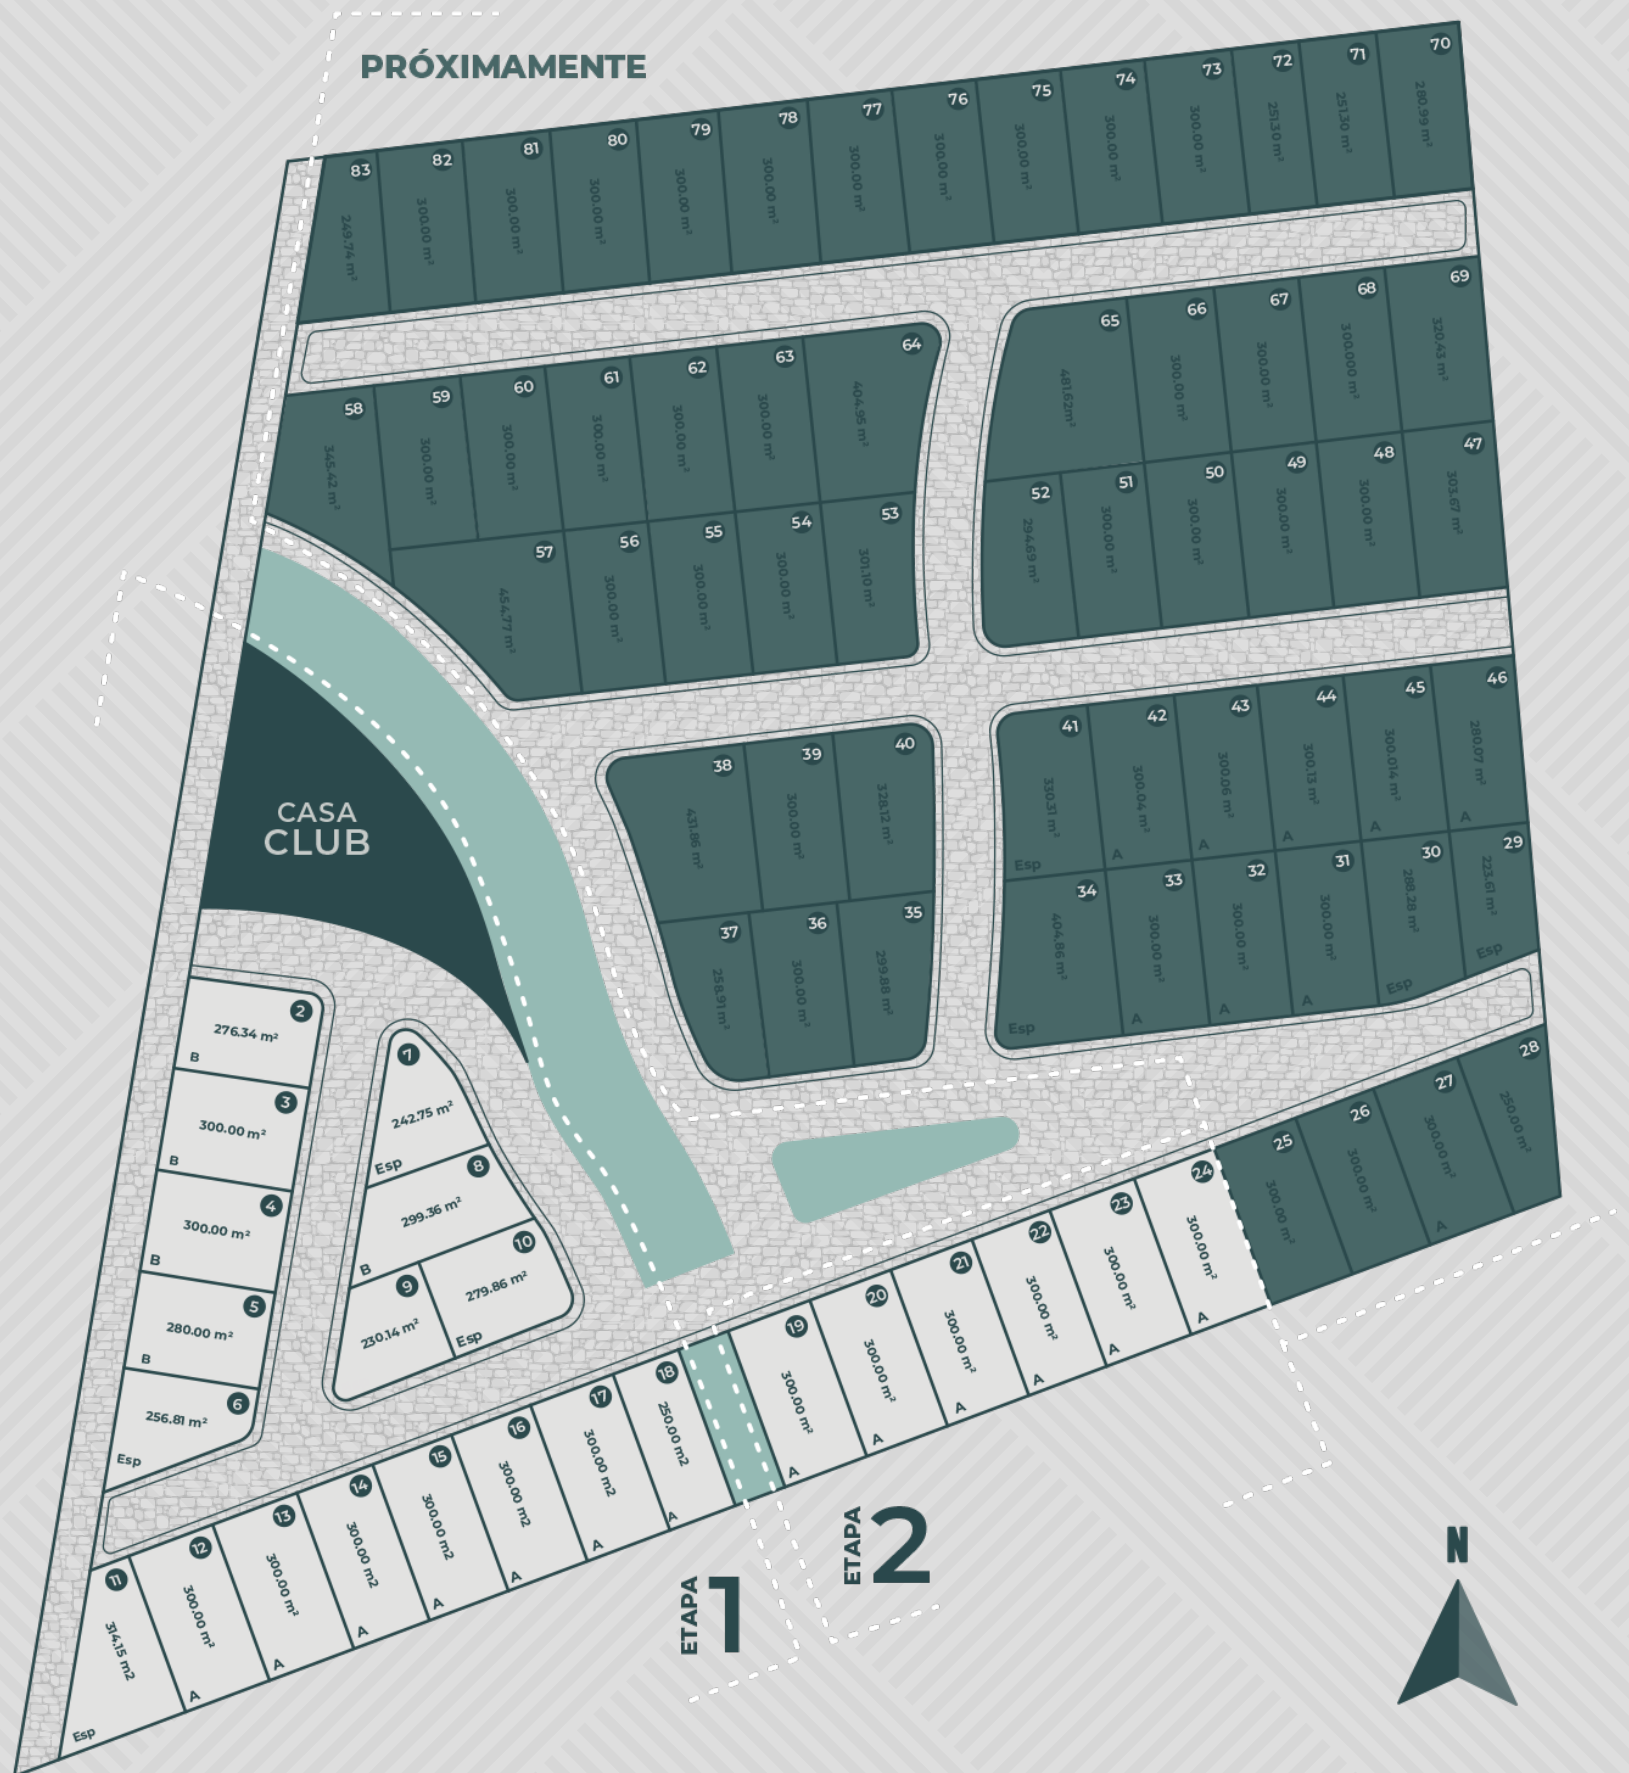 PRÓXIMAMENTE
83
249.74 m²
82
300.00 m²
81
300.00 m²
80
300.00 m²
79
300.00 m²
78
300.00 m²
77
300.00 m²
76
300.00 m²
75
300.00 m²
74
300.00 m²
73
300.00 m²
72
251.30 m²
71
251.30 m²
70
280.99 m²
58
345.42 m²
59
300.00 m²
60
300.00 m²
61
300.00 m²
62
300.00 m²
63
300.00 m²
64
404.95 m²
65
481.62m²
66
300.00 m²
67
300.00 m²
68
300.000 m²
69
320.43 m²
57
454.77 m²
56
300.00 m²
55
300.00 m²
54
300.00 m²
53
301.10 m²
52
294.69 m²
51
300.00 m²
50
300.00 m²
49
300.00 m²
48
300.00 m²
47
303.67 m²
CASA
CLUB
38
431.86 m²
39
300.00 m²
40
328.12 m²
41
330.31 m²
Esp
42
300.04 m²
A
43
300.06 m²
A
44
300.13 m²
A
45
300.014 m²
A
46
280.07 m²
A
37
258.91 m²
36
300.00 m²
35
299.88 m²
34
404.86 m²
Esp
33
300.00 m²
A
32
300.00 m²
A
31
300.00 m²
A
30
288.28 m²
Esp
29
223.61 m²
Esp
2
276.34 m²
B
3
300.00 m²
B
4
300.00 m²
B
5
280.00 m²
B
6
256.81 m²
Esp
7
242.75 m²
Esp
8
299.36 m²
B
9
230.14 m²
10
279.86 m²
Esp
11
314.15 m2
Esp
12
300.00 m²
A
13
300.00 m²
A
14
300.00 m2
A
15
300.00 m2
A
16
300.00 m2
A
17
300.00 m2
A
18
250.00 m2
A
19
300.00 m²
A
20
300.00 m²
A
21
300.00 m²
A
22
300.00 m²
A
23
300.00 m²
A
24
300.00 m²
A
25
300.00 m²
26
300.00 m²
27
300.00 m²
A
28
250.00 m²
ETAPA 1
ETAPA 2
N